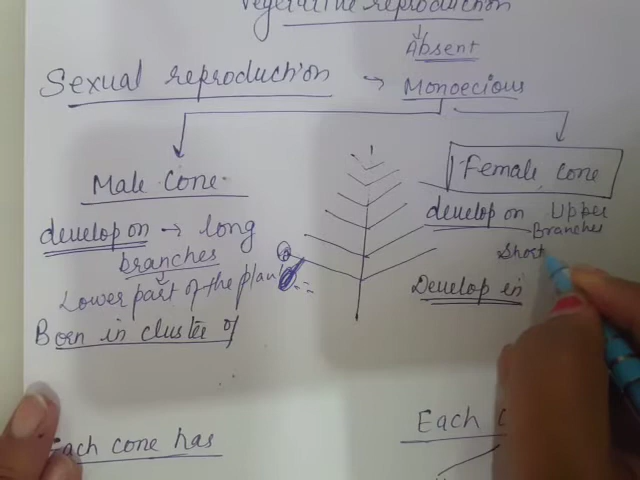 Vegetative reproduction
Absent
Sexual reproduction → Monoecious
Male Cone
Female cone
develop on → long
branches
Lower part of the plant
Born in cluster of
develop on Upper
Branches
Short
Develop in
Each cone has
Each C